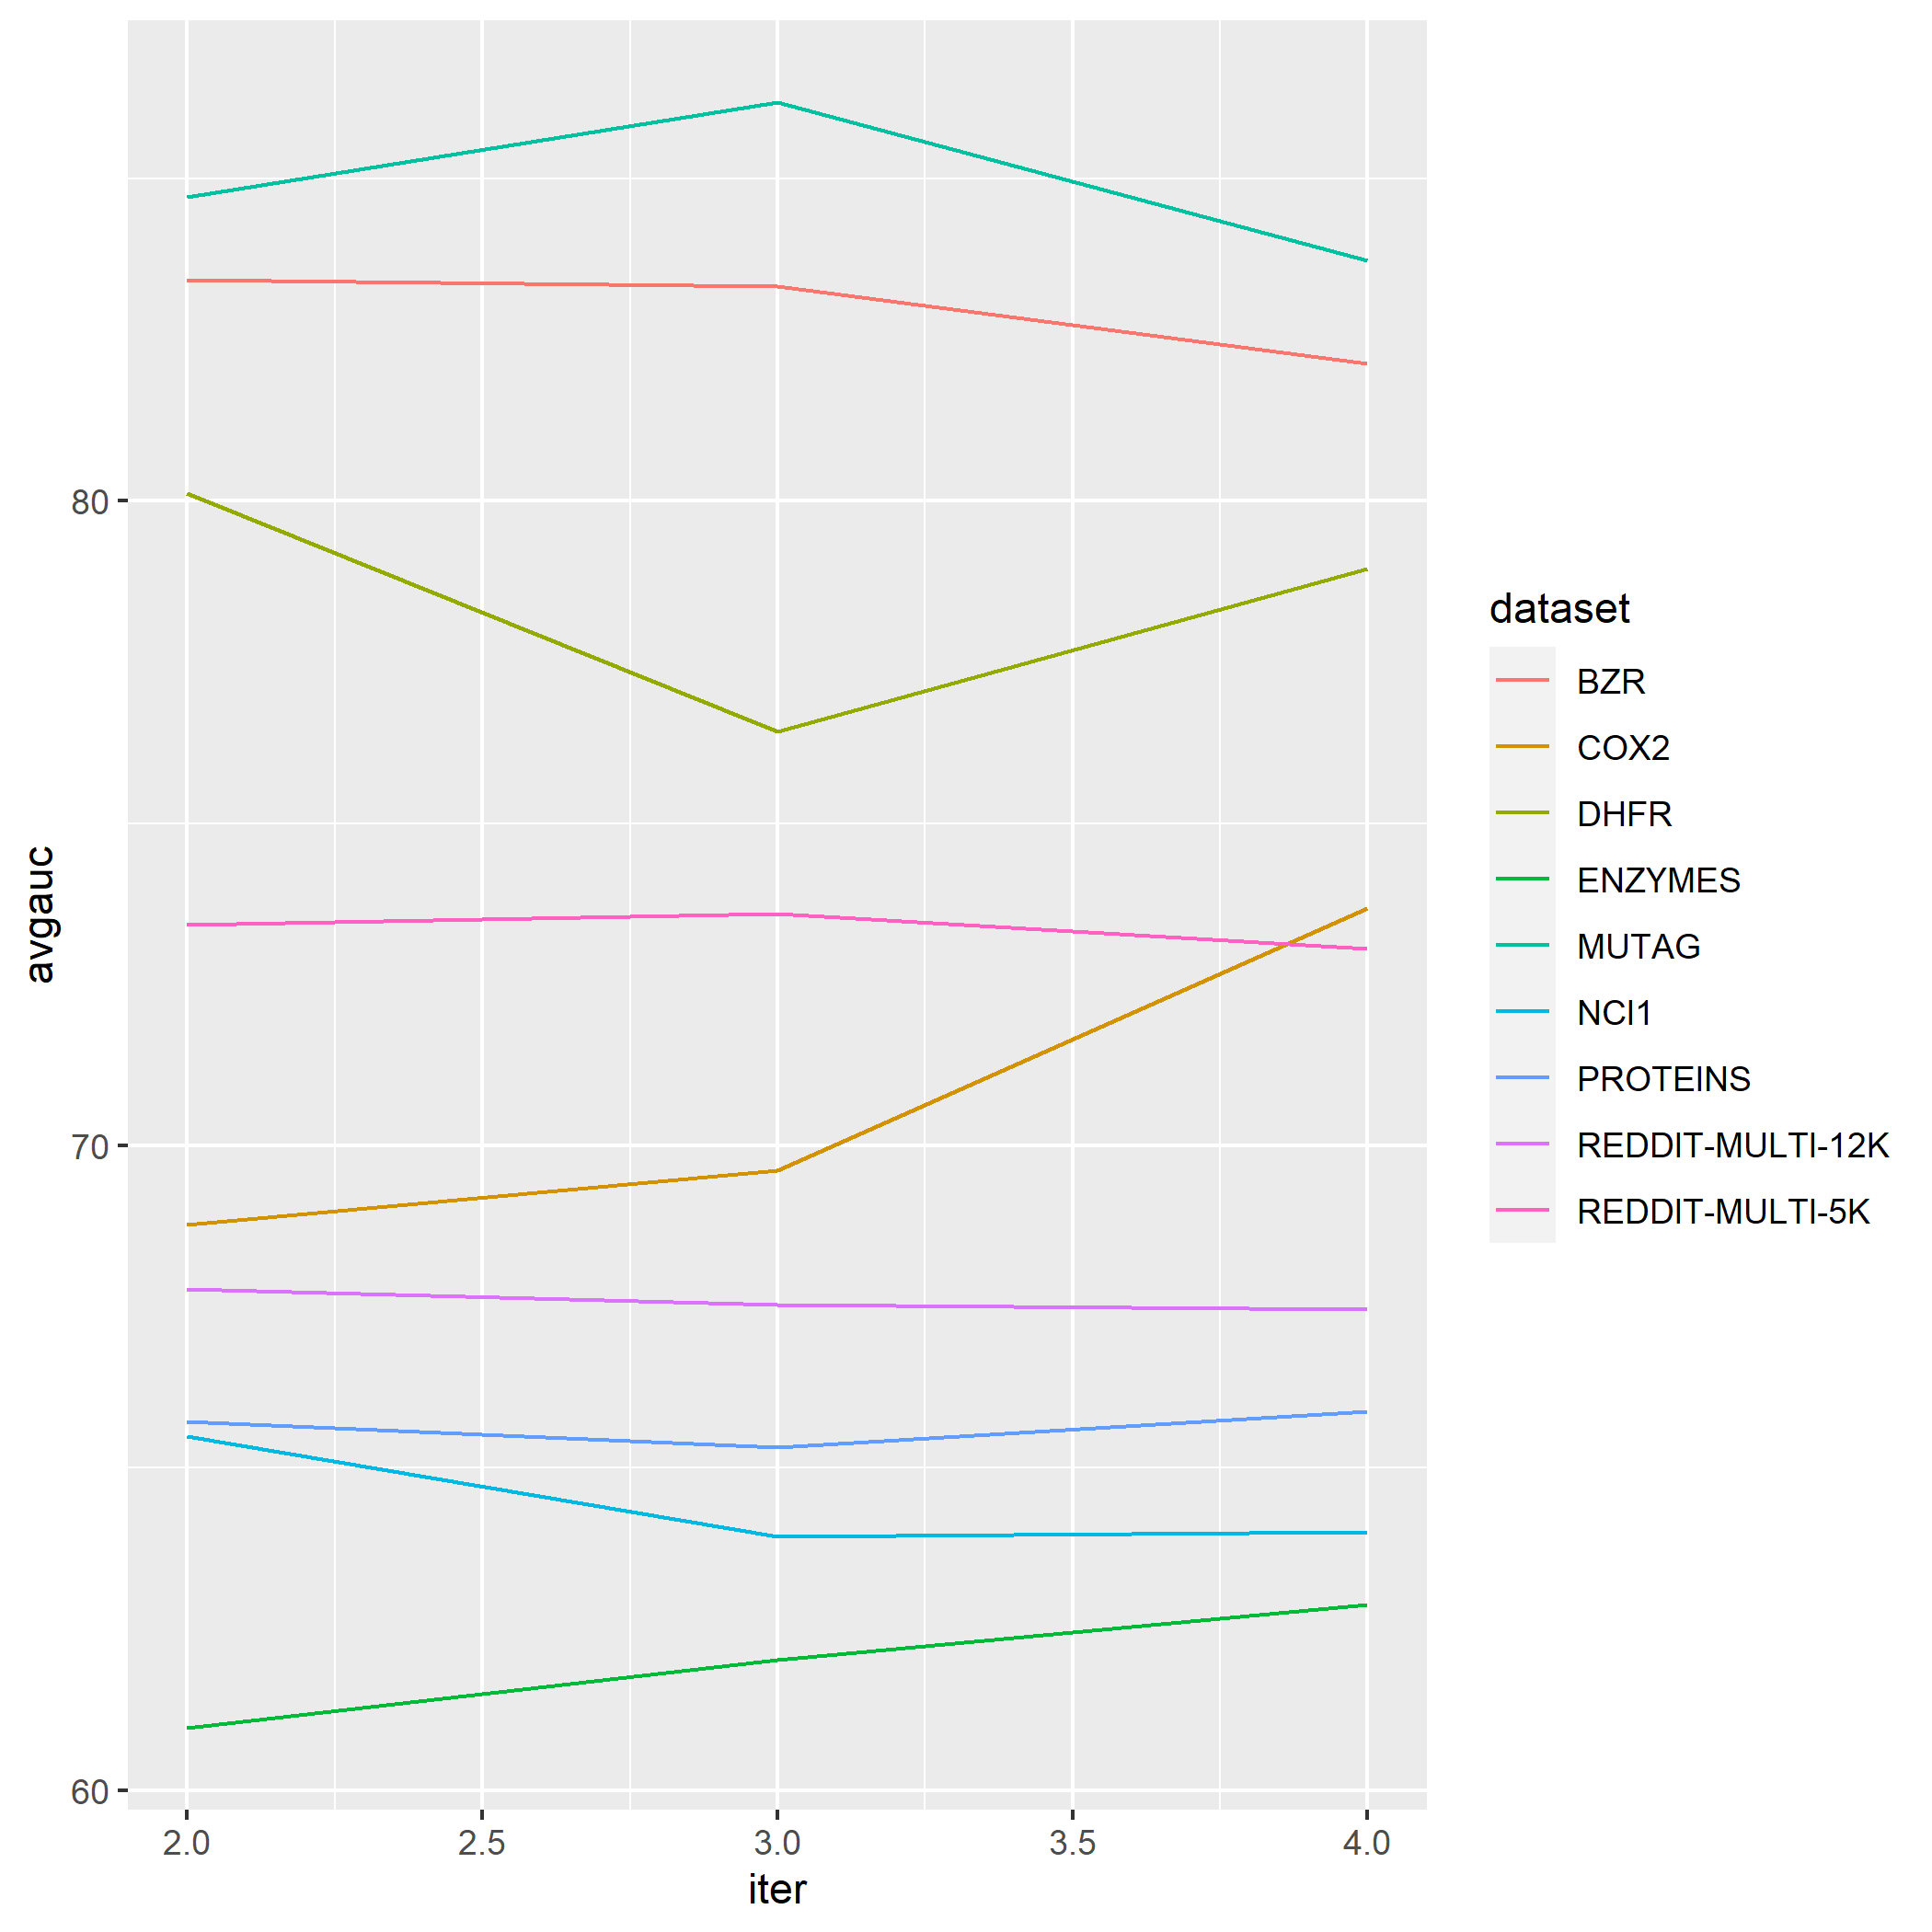 avgauc
80
70
60
2.0 2.5 3.0 3.5 4.0
iter
dataset
BZR
COX2
DHFR
ENZYMES
MUTAG
NCI1
PROTEINS
REDDIT-MULTI-12K
REDDIT-MULTI-5K